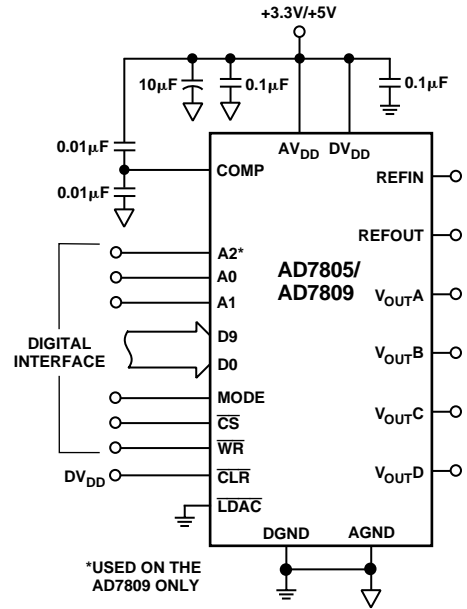 +3.3V/+5V
10μF
0.1μF
0.1μF
0.01μF
0.01μF
AVDD
DVDD
COMP
REFIN
REFOUT
AD7805/
AD7809
A2*
A0
A1
VOUTA
DIGITAL
INTERFACE
D9
D0
VOUTB
MODE
CS
VOUTC
WR
DVDD
CLR
VOUTD
LDAC
DGND
AGND
*USED ON THE
AD7809 ONLY